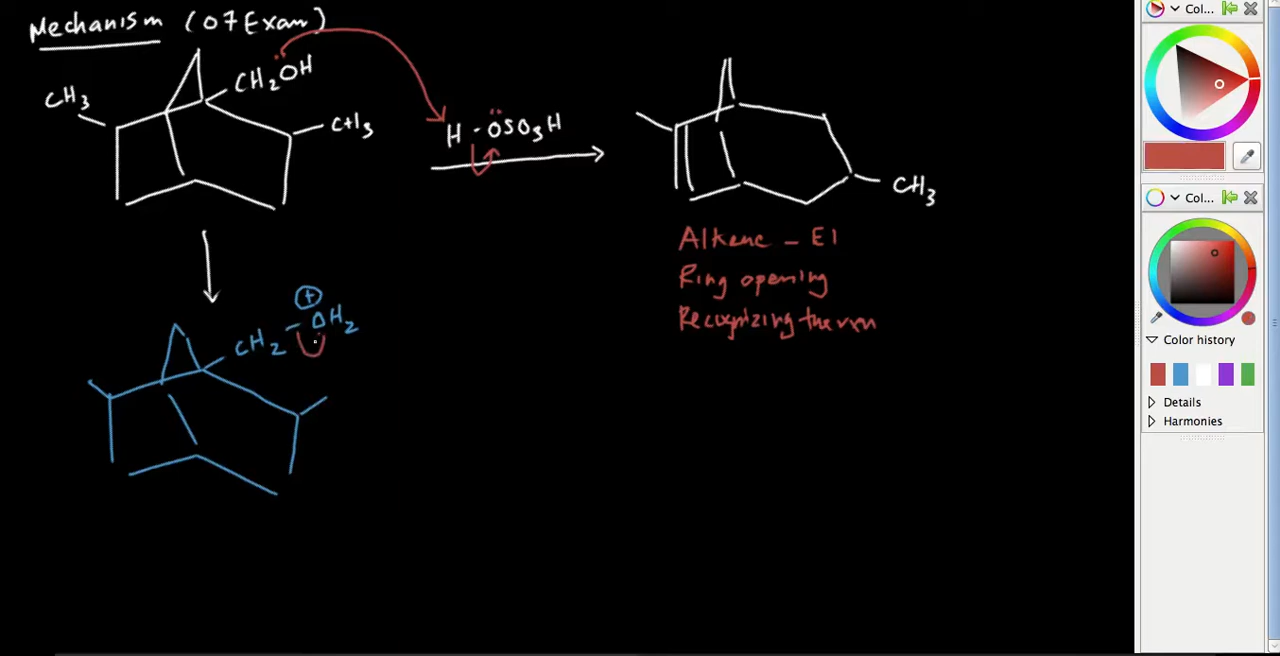 Mechanism (07 Exam)
CH3
CH2OH
CH3
H - OSO3H
CH3
Alkene - E1
Ring opening
Recognizing the rxn
+
CH2 - OH2
Col...
Col...
Color history
Details
Harmonies